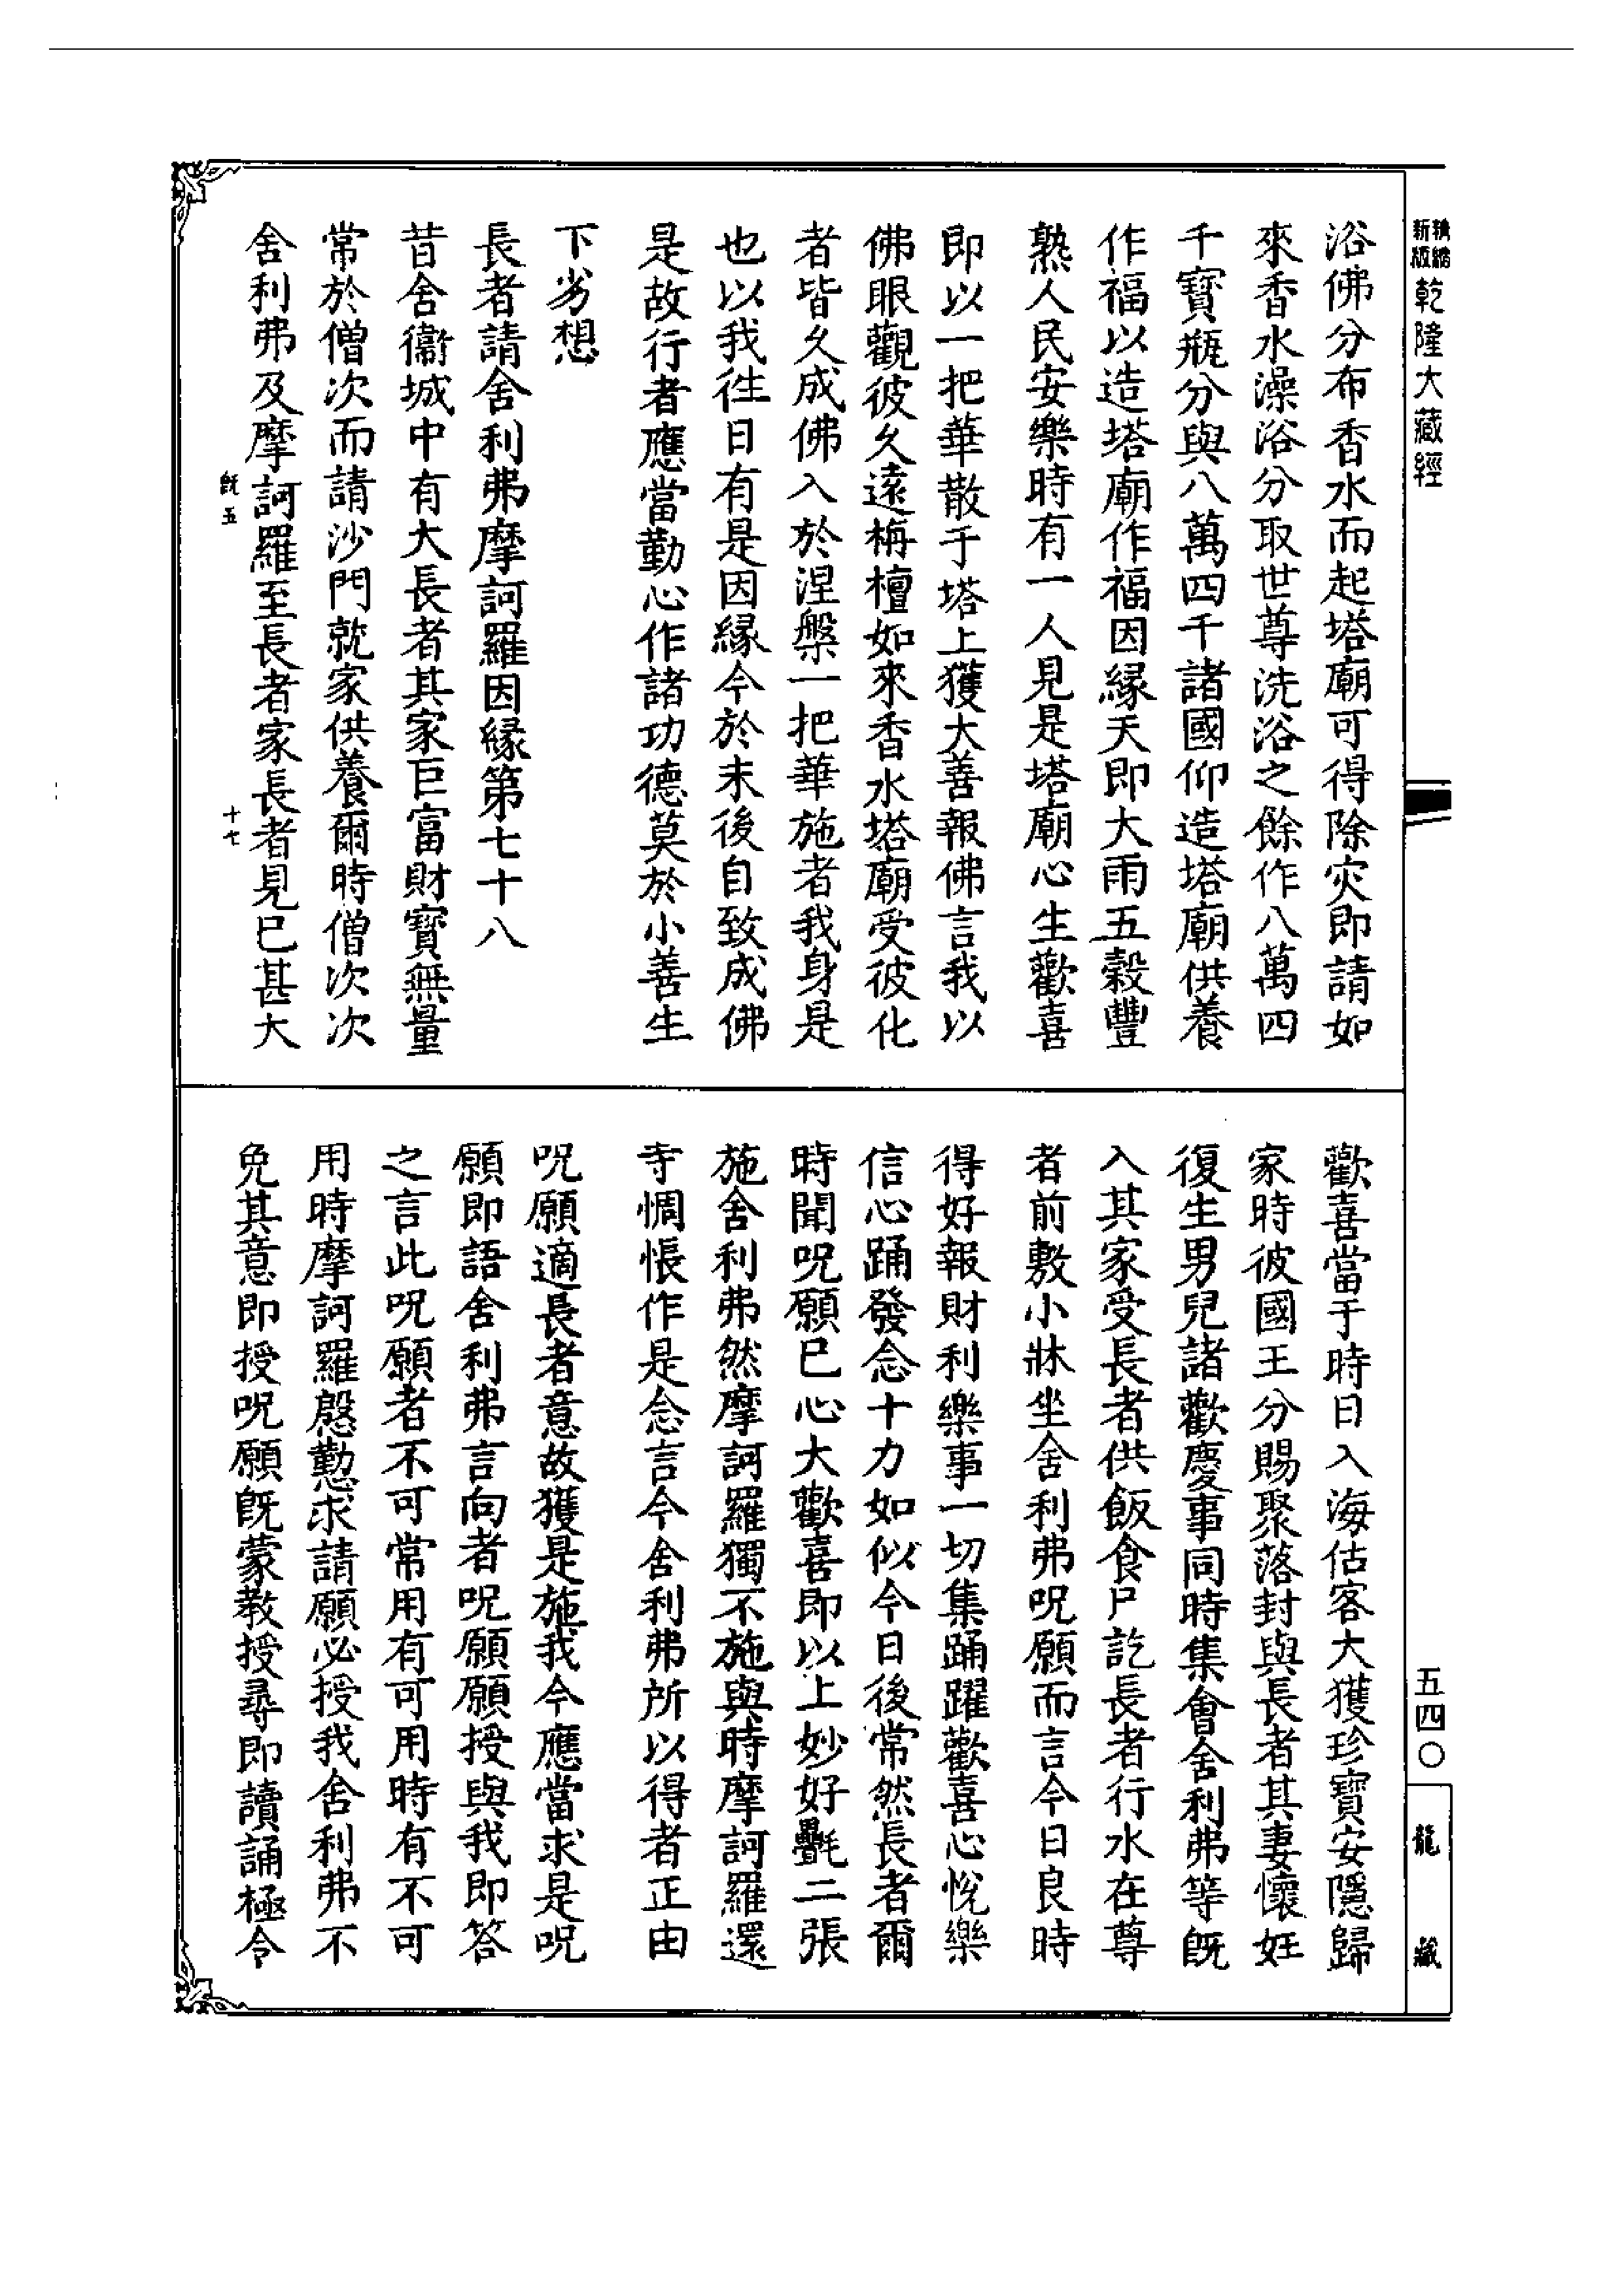 精縮新版乾隆大藏經
浴佛分布香水而起塔廟可得除灾即請如
來香水澡浴分取世尊洗浴之餘作八萬四
千寶瓶分與八萬四千諸國仰造塔廟供養
作福以造塔廟作福因緣天即大雨五穀豐
熟人民安樂時有一人見是塔廟心生歡喜
即以一把華散于塔上獲大善報佛言我以
佛眼觀彼久遠栴檀如來香水塔廟受彼化
者皆久成佛入於涅槃一把華施者我身是
也以我往日有是因緣今於末後自致成佛
是故行者應當勤心作諸功德莫於小善生
下劣想
長者請舍利弗摩訶羅因緣第七十八
昔舍衛城中有大長者其家巨富財寶無量
常於僧次而請沙門就家供養爾時僧次次
舍利弗及摩訶羅至長者家長者見已甚大
既五 十七
歡喜當于時日入海估客大獲珍寶安隱歸
家時彼國王分賜聚落封與長者其妻懷妊
復生男兒諸歡慶事同時集會舍利弗等既
入其家受長者供飯食尸訖長者行水在尊
者前敷小牀坐舍利弗呪願而言今日良時
得好報財利樂事一切集踊躍歡喜心悅樂
信心踊發念十力如似今日後常然長者爾
時聞呪願已心大歡喜即以上妙好㲲二張
施舍利弗然摩訶羅獨不施與時摩訶羅還
寺惆悵作是念言今舍利弗所以得者正由
呪願適長者意故獲是施我今應當求是呪
願即語舍利弗言向者呪願願授與我即答
之言此呪願者不可常用有可用時有不可
用時摩訶羅慇懃求請願必授我舍利弗不
免其意即授呪願既蒙教授尋即讀誦極令
五四〇
龍藏